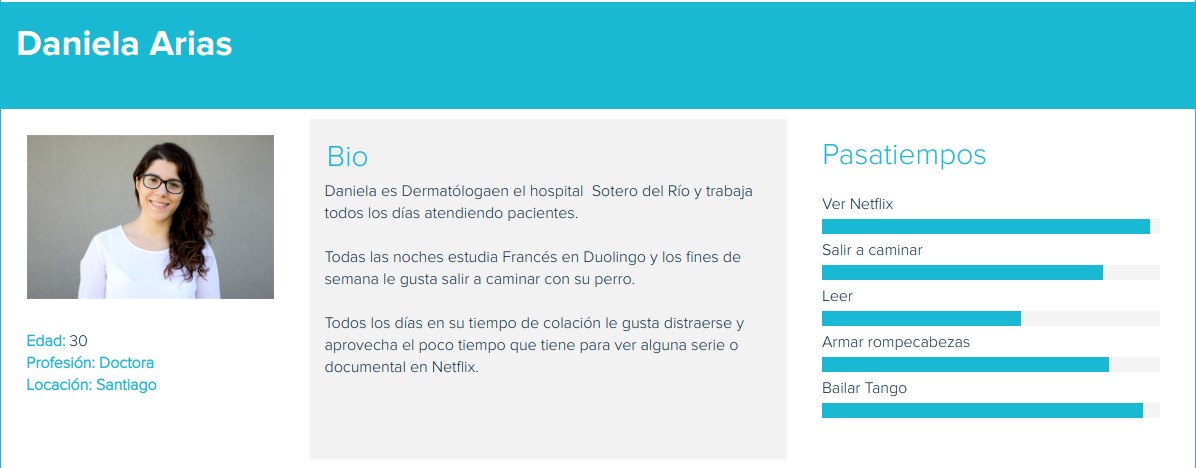 Daniela Arias
Edad: 30
Profesión: Doctora
Locación: Santiago
Bio
Daniela es Dermatólogaen el hospital  Sotero del Río y trabaja
todos los días atendiendo pacientes.
Todas las noches estudia Francés en Duolingo y los fines de
semana le gusta salir a caminar con su perro.
Todos los días en su tiempo de colación le gusta distraerse y
aprovecha el poco tiempo que tiene para ver alguna serie o
documental en Netflix.
Pasatiempos
Ver Netflix
Salir a caminar
Leer
Armar rompecabezas
Bailar Tango